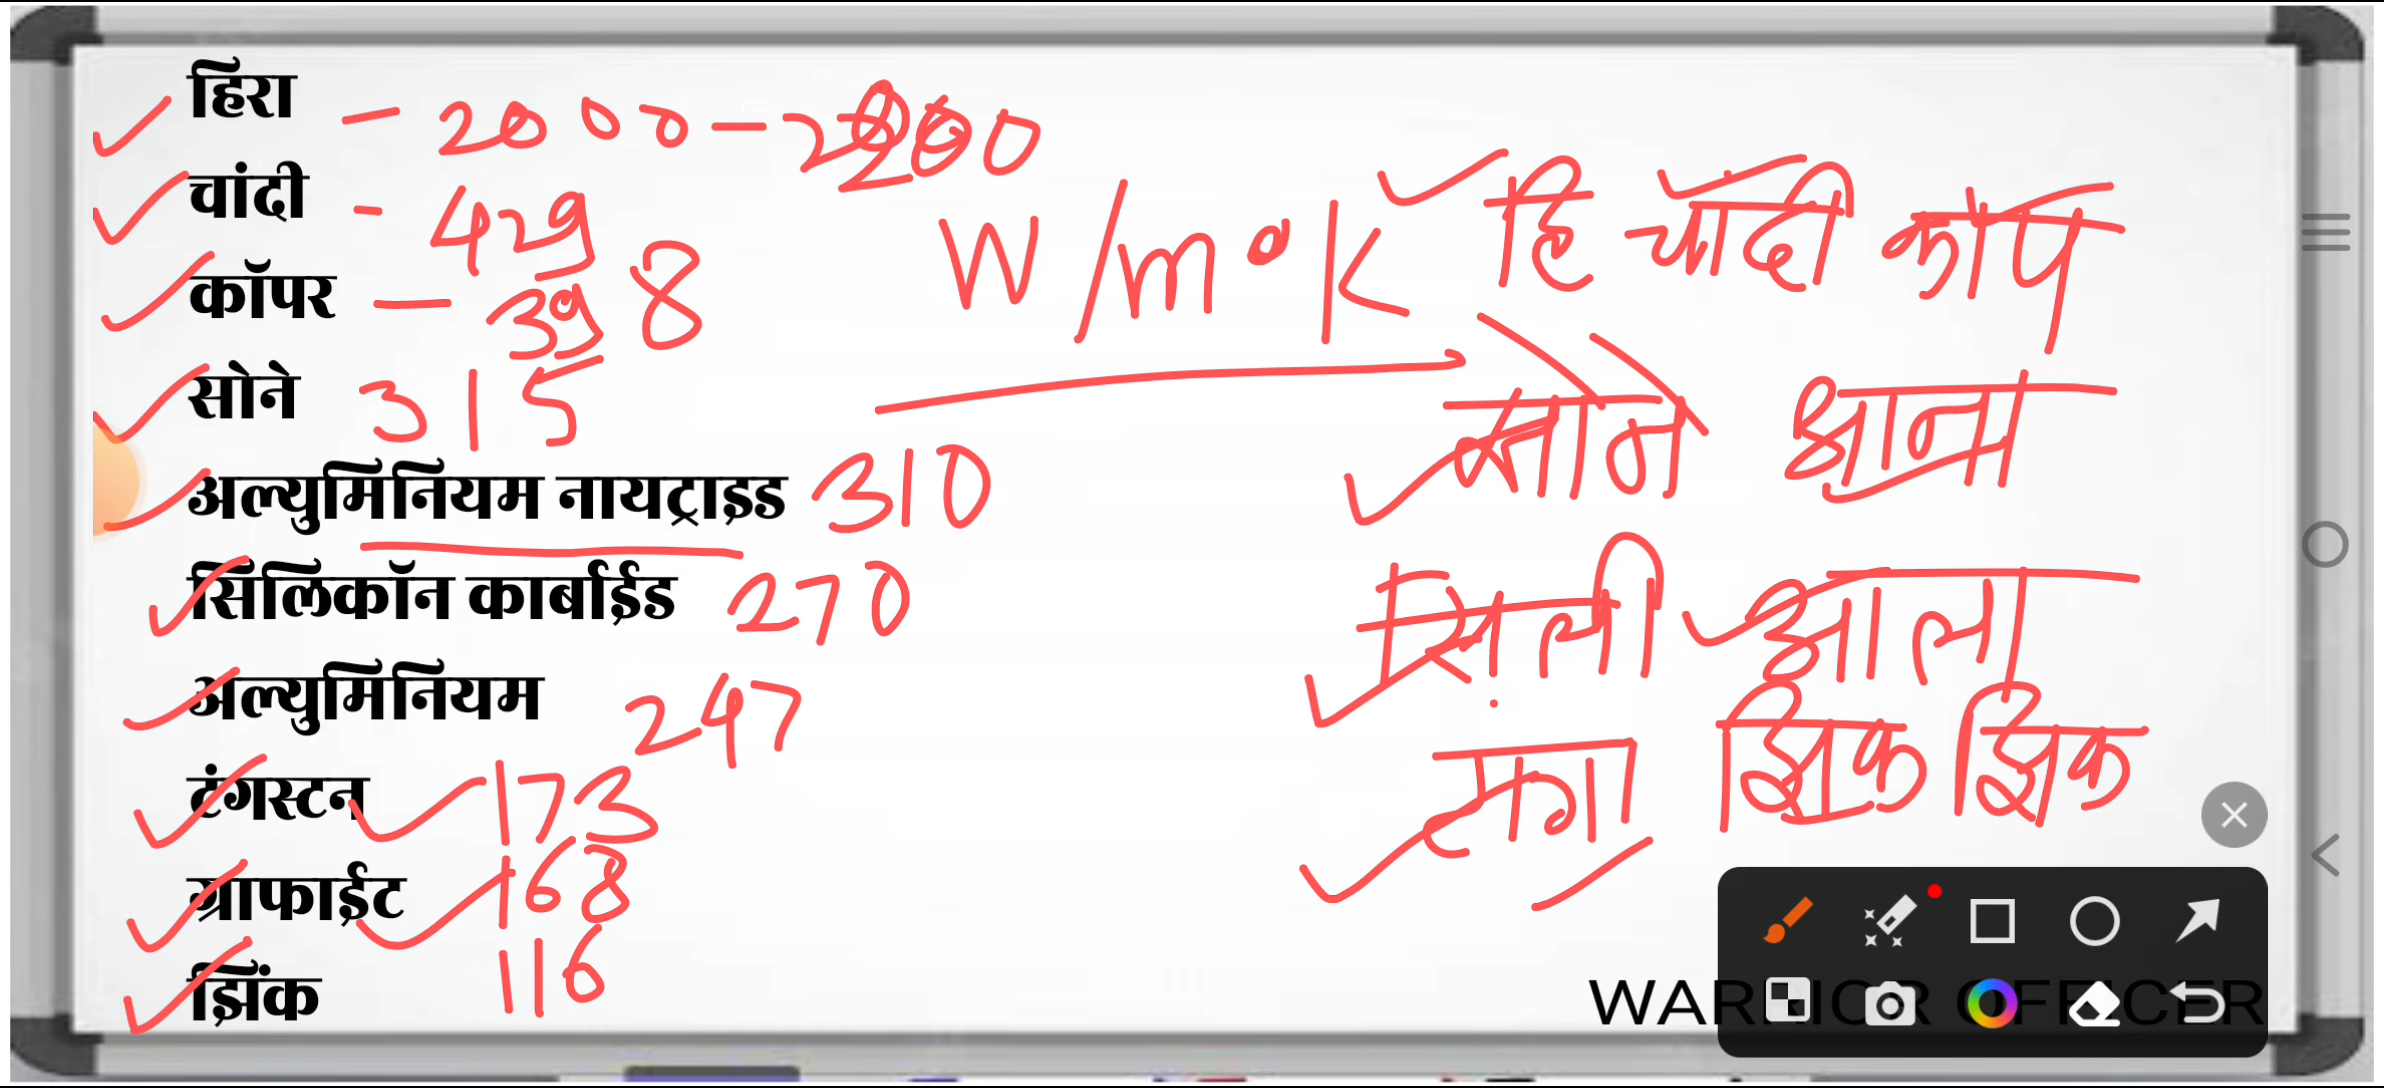 हिरा - 2000 - 2200
चांदी - 429
कॉपर - 398
सोने 315
अल्युमिनियम नायट्राइड 310
सिलिकॉन कार्बाईड 270
अल्युमिनियम 247
टंगस्टन 173
ग्राफाईट 168
झिंक 116
W/m°K
हि चांदी कॉप
सोने
सिली आला
झिंक झिंक
WARRIOR OFFICER